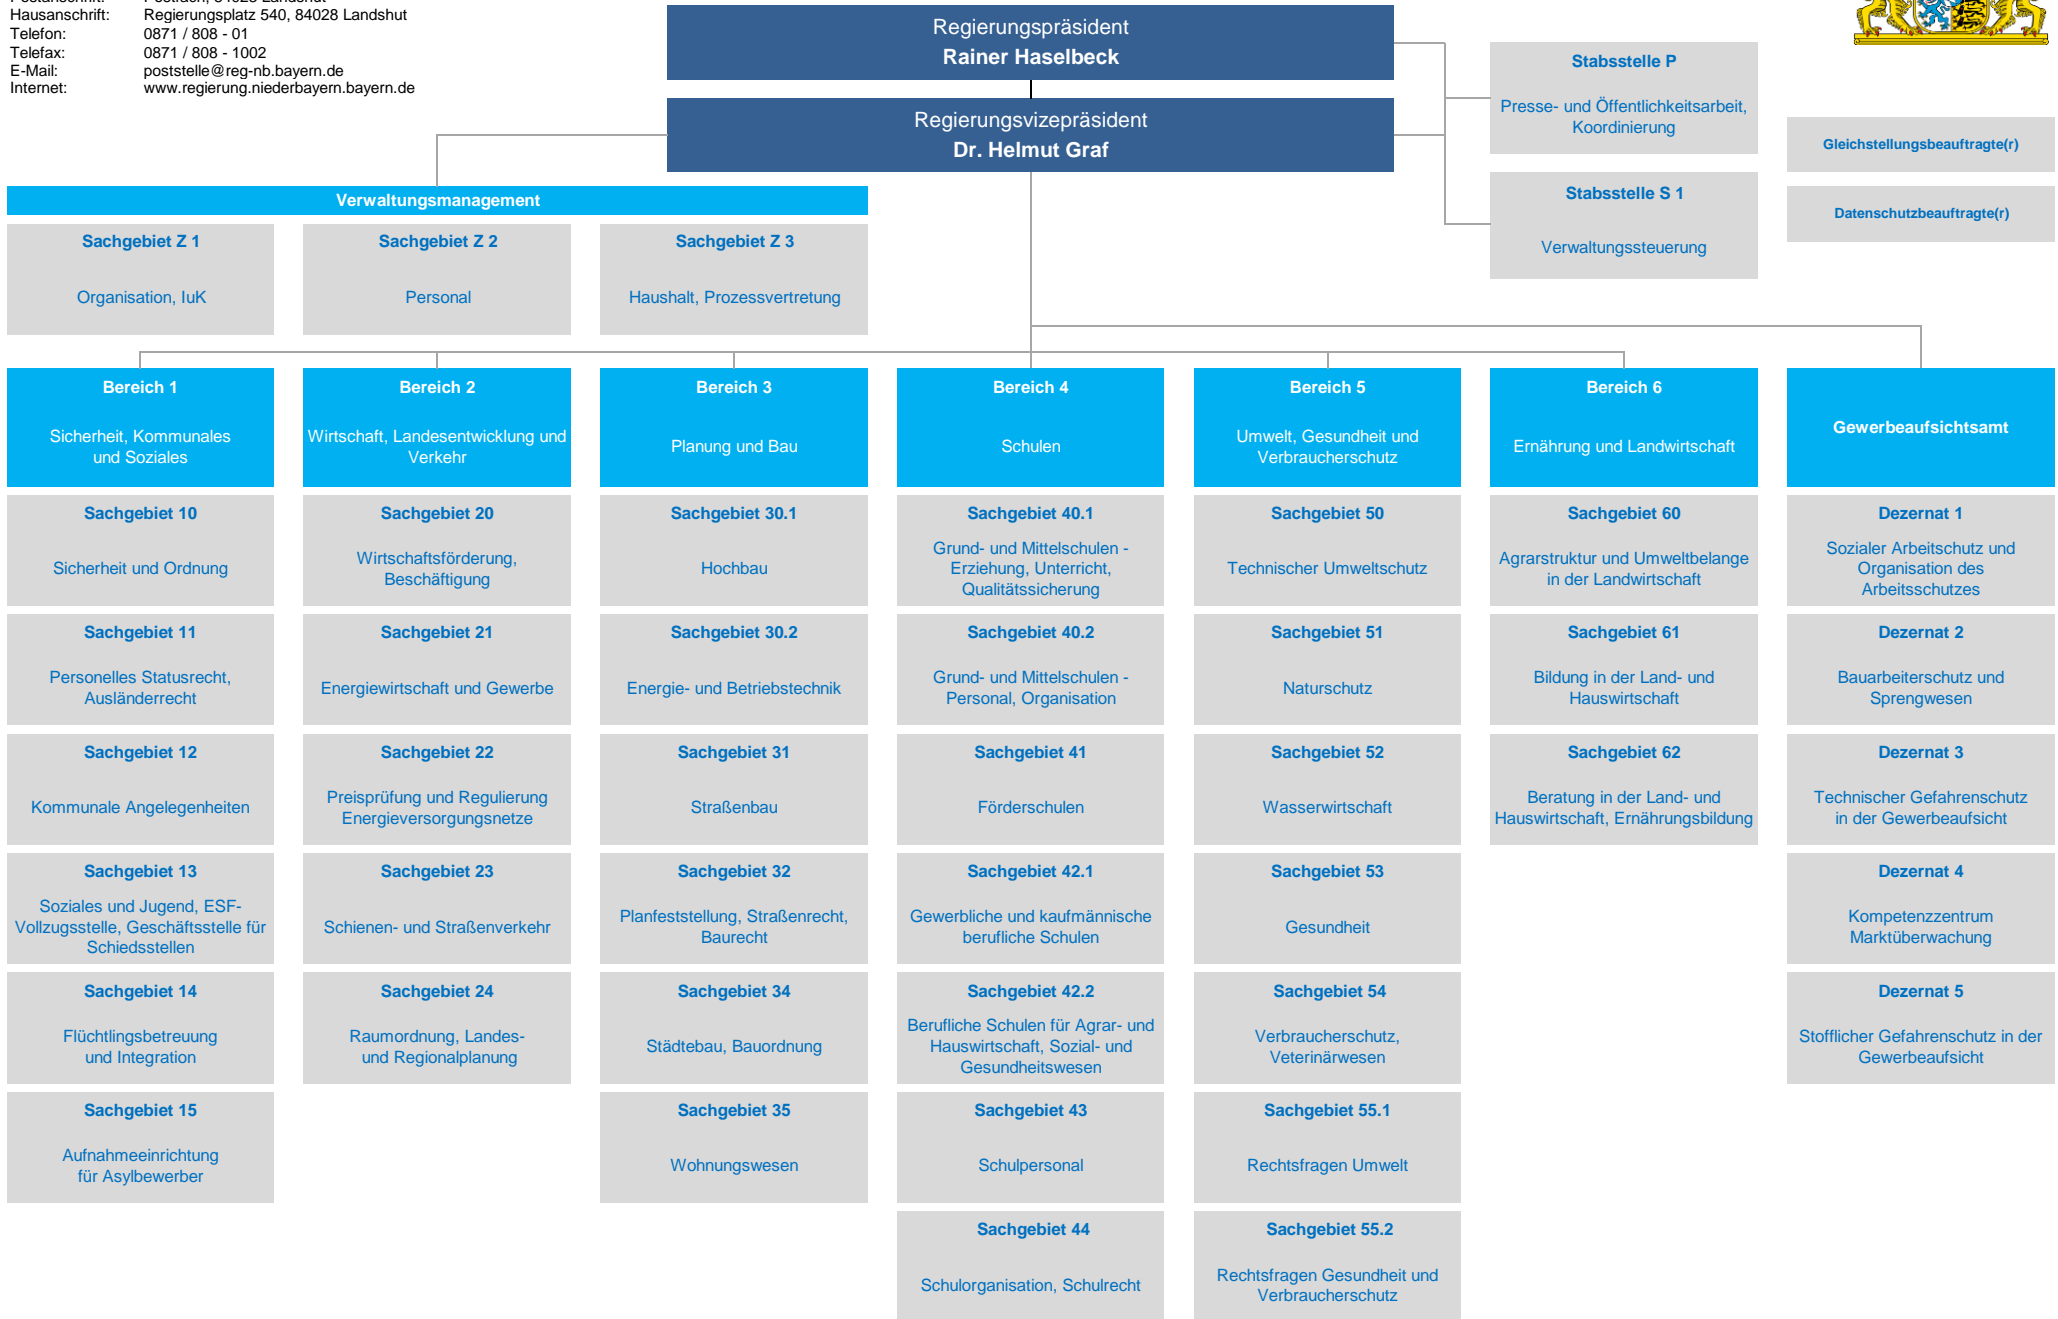 Hausanschrift: Regierungsplatz 540, 84028 Landshut
Telefon: 0871 / 808 - 01
Telefax: 0871 / 808 - 1002
E-Mail: poststelle@reg-nb.bayern.de
Internet: www.regierung.niederbayern.bayern.de
Regierungspräsident
Rainer Haselbeck
Regierungsvizepräsident
Dr. Helmut Graf
Stabsstelle P
Presse- und Öffentlichkeitsarbeit,
Koordinierung
Stabsstelle S 1
Verwaltungssteuerung
Gleichstellungsbeauftragte(r)
Datenschutzbeauftragte(r)
Verwaltungsmanagement
Sachgebiet Z 1
Organisation, IuK
Sachgebiet Z 2
Personal
Sachgebiet Z 3
Haushalt, Prozessvertretung
Bereich 1
Sicherheit, Kommunales
und Soziales
Sachgebiet 10
Sicherheit und Ordnung
Sachgebiet 11
Personelles Statusrecht,
Ausländerrecht
Sachgebiet 12
Kommunale Angelegenheiten
Sachgebiet 13
Soziales und Jugend, ESF-
Vollzugsstelle, Geschäftsstelle für
Schiedsstellen
Sachgebiet 14
Flüchtlingsbetreuung
und Integration
Sachgebiet 15
Aufnahmeeinrichtung
für Asylbewerber
Bereich 2
Wirtschaft, Landesentwicklung und
Verkehr
Sachgebiet 20
Wirtschaftsförderung,
Beschäftigung
Sachgebiet 21
Energiewirtschaft und Gewerbe
Sachgebiet 22
Preisprüfung und Regulierung
Energieversorgungsnetze
Sachgebiet 23
Schienen- und Straßenverkehr
Sachgebiet 24
Raumordnung, Landes-
und Regionalplanung
Bereich 3
Planung und Bau
Sachgebiet 30.1
Hochbau
Sachgebiet 30.2
Energie- und Betriebstechnik
Sachgebiet 31
Straßenbau
Sachgebiet 32
Planfeststellung, Straßenrecht,
Baurecht
Sachgebiet 34
Städtebau, Bauordnung
Sachgebiet 35
Wohnungswesen
Bereich 4
Schulen
Sachgebiet 40.1
Grund- und Mittelschulen -
Erziehung, Unterricht,
Qualitätssicherung
Sachgebiet 40.2
Grund- und Mittelschulen -
Personal, Organisation
Sachgebiet 41
Förderschulen
Sachgebiet 42.1
Gewerbliche und kaufmännische
berufliche Schulen
Sachgebiet 42.2
Berufliche Schulen für Agrar- und
Hauswirtschaft, Sozial- und
Gesundheitswesen
Sachgebiet 43
Schulpersonal
Sachgebiet 44
Schulorganisation, Schulrecht
Bereich 5
Umwelt, Gesundheit und
Verbraucherschutz
Sachgebiet 50
Technischer Umweltschutz
Sachgebiet 51
Naturschutz
Sachgebiet 52
Wasserwirtschaft
Sachgebiet 53
Gesundheit
Sachgebiet 54
Verbraucherschutz,
Veterinärwesen
Sachgebiet 55.1
Rechtsfragen Umwelt
Sachgebiet 55.2
Rechtsfragen Gesundheit und
Verbraucherschutz
Bereich 6
Ernährung und Landwirtschaft
Sachgebiet 60
Agrarstruktur und Umweltbelange
in der Landwirtschaft
Sachgebiet 61
Bildung in der Land- und
Hauswirtschaft
Sachgebiet 62
Beratung in der Land- und
Hauswirtschaft, Ernährungsbildung
Gewerbeaufsichtsamt
Dezernat 1
Sozialer Arbeitschutz und
Organisation des
Arbeitsschutzes
Dezernat 2
Bauarbeiterschutz und
Sprengwesen
Dezernat 3
Technischer Gefahrenschutz
in der Gewerbeaufsicht
Dezernat 4
Kompetenzzentrum
Marktüberwachung
Dezernat 5
Stofflicher Gefahrenschutz in der
Gewerbeaufsicht